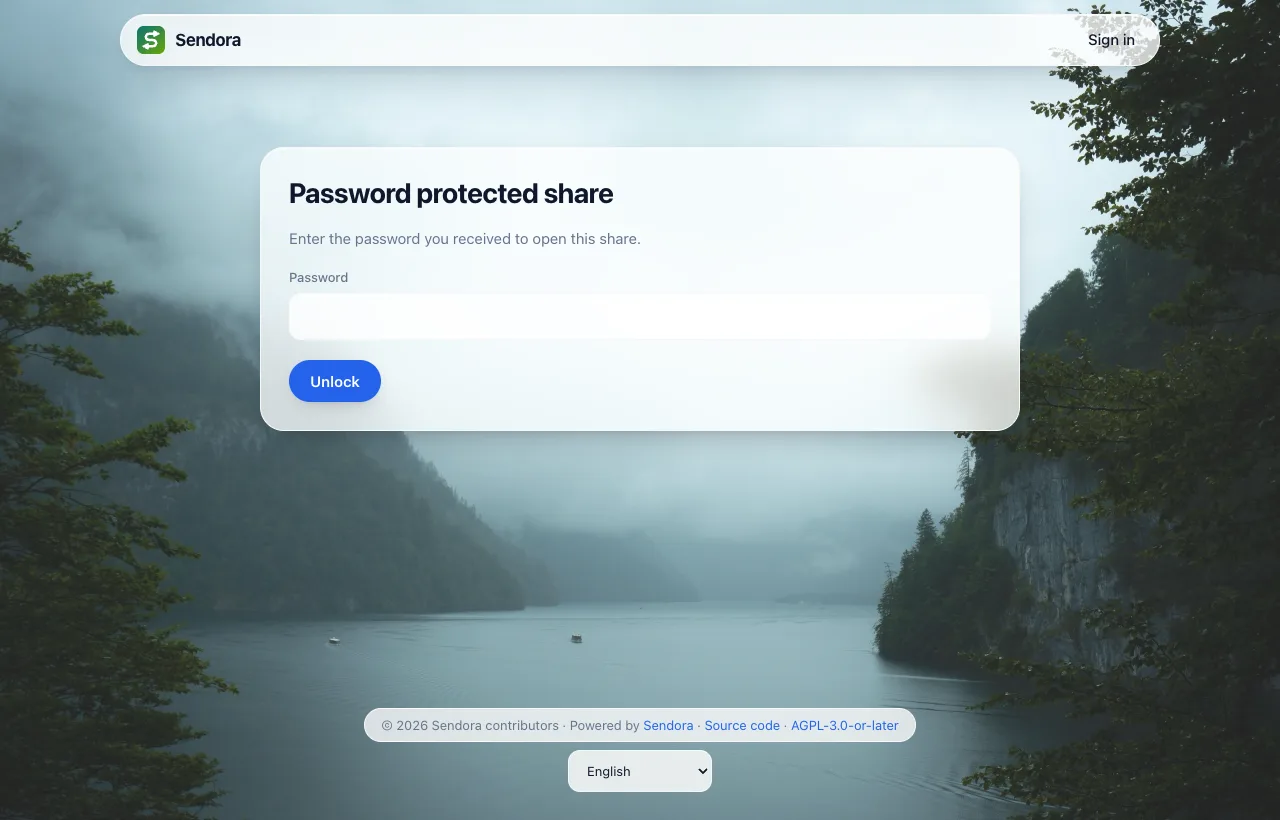 Sendora
Sign in
Password protected share
Enter the password you received to open this share.
Password
Unlock
© 2026 Sendora contributors · Powered by Sendora · Source code · AGPL-3.0-or-later
English